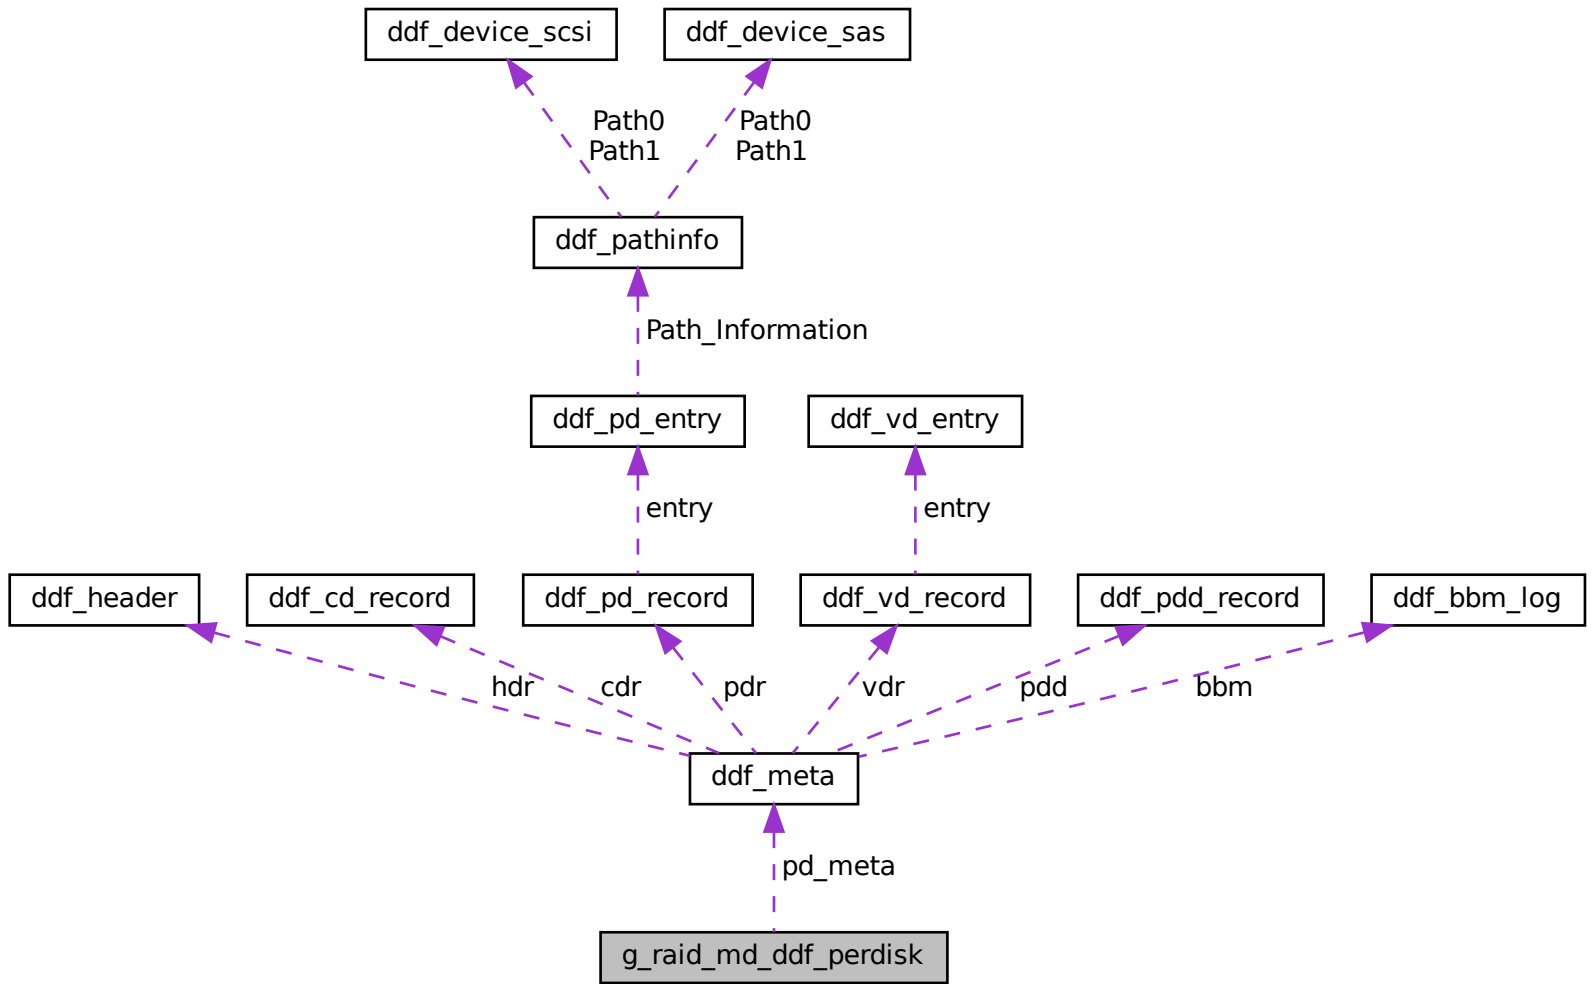 ddf_device_scsi
ddf_device_sas
Path0
Path1
Path0
Path1
ddf_pathinfo
Path_Information
ddf_pd_entry
ddf_vd_entry
entry
entry
ddf_header
ddf_cd_record
ddf_pd_record
ddf_vd_record
ddf_pdd_record
ddf_bbm_log
hdr
cdr
pdr
vdr
pdd
bbm
ddf_meta
pd_meta
g_raid_md_ddf_perdisk